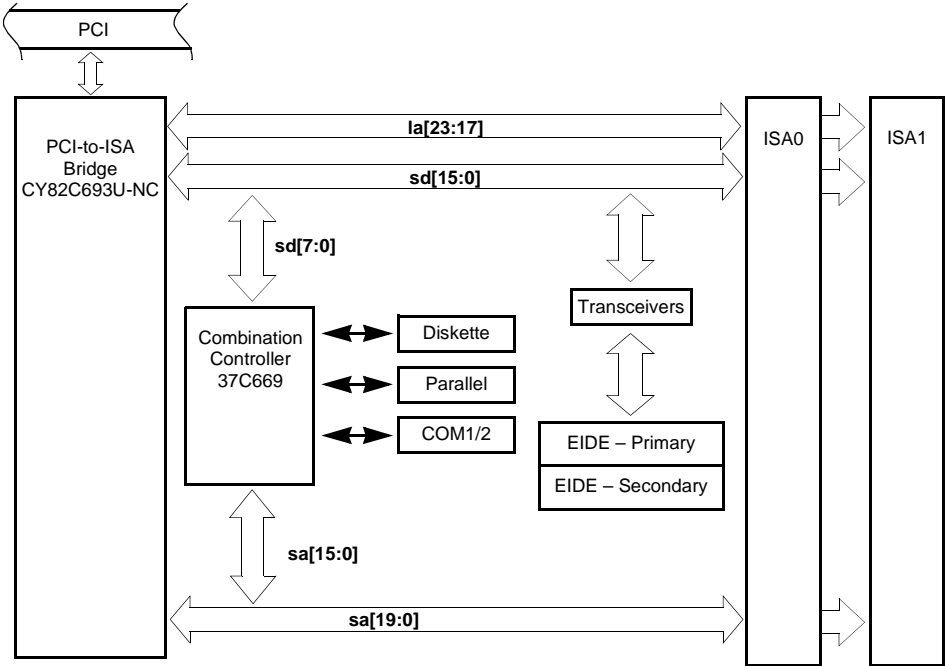 PCI
PCI-to-ISA
Bridge
CY82C693U-NC
la[23:17]
sd[15:0]
ISA0
ISA1
sd[7:0]
Combination
Controller
37C669
Diskette
Parallel
COM1/2
Transceivers
EIDE – Primary
EIDE – Secondary
sa[15:0]
sa[19:0]